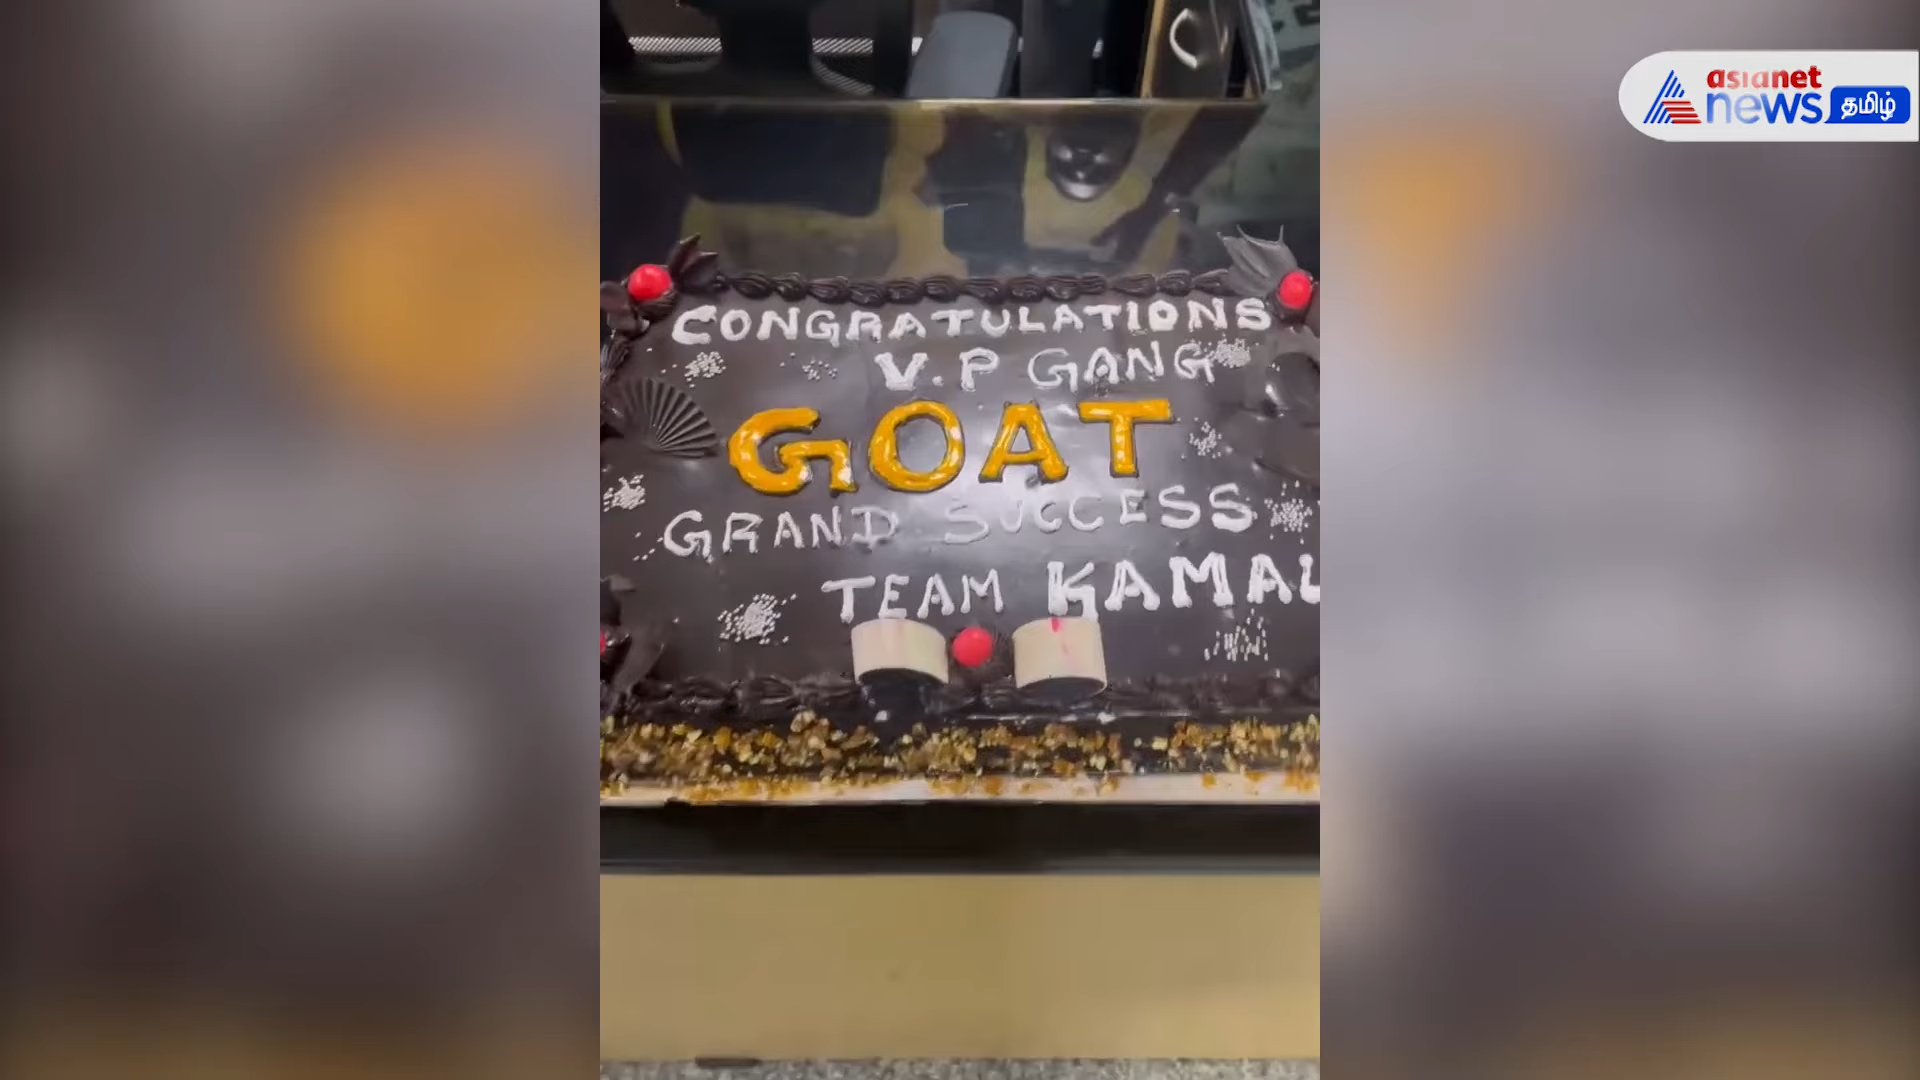 asianet
news தமிழ்
CONGRATULATIONS
V.P GANG
GOAT
GRAND SUCCESS
TEAM KAMAL